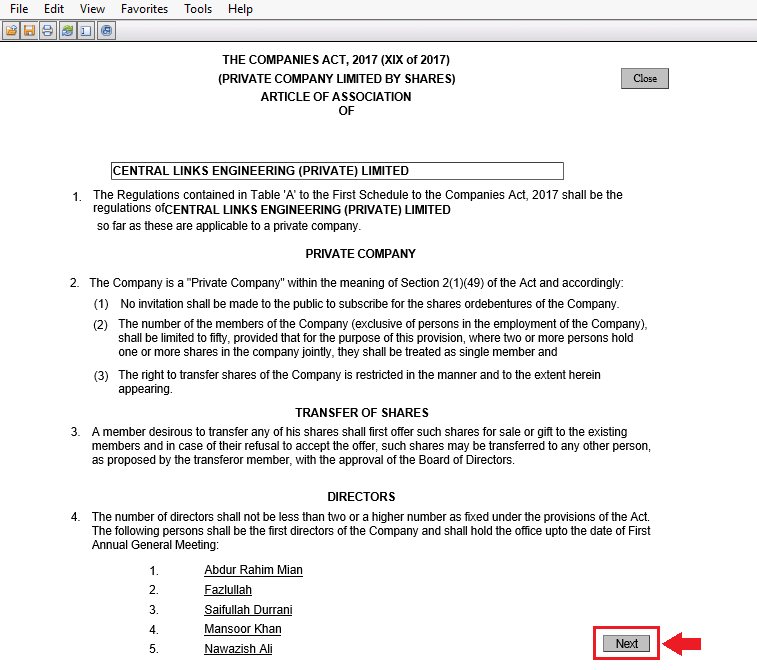 File Edit View Favorites Tools Help
THE COMPANIES ACT, 2017 (XIX of 2017)
(PRIVATE COMPANY LIMITED BY SHARES)
Close
ARTICLE OF ASSOCIATION
OF
CENTRAL LINKS ENGINEERING (PRIVATE) LIMITED
1. The Regulations contained in Table 'A' to the First Schedule to the Companies Act, 2017 shall be the
regulations ofCENTRAL LINKS ENGINEERING (PRIVATE) LIMITED
so far as these are applicable to a private company.
PRIVATE COMPANY
2. The Company is a "Private Company" within the meaning of Section 2(1)(49) of the Act and accordingly:
(1) No invitation shall be made to the public to subscribe for the shares ordebentures of the Company.
(2) The number of the members of the Company (exclusive of persons in the employment of the Company),
shall be limited to fifty, provided that for the purpose of this provision, where two or more persons hold
one or more shares in the company jointly, they shall be treated as single member and
(3) The right to transfer shares of the Company is restricted in the manner and to the extent herein
appearing.
TRANSFER OF SHARES
3. A member desirous to transfer any of his shares shall first offer such shares for sale or gift to the existing
members and in case of their refusal to accept the offer, such shares may be transferred to any other person,
as proposed by the transferor member, with the approval of the Board of Directors.
DIRECTORS
4. The number of directors shall not be less than two or a higher number as fixed under the provisions of the Act.
The following persons shall be the first directors of the Company and shall hold the office upto the date of First
Annual General Meeting:
1. Abdur Rahim Mian
2. Fazlullah
3. Saifullah Durrani
4. Mansoor Khan
5. Nawazish Ali
Next